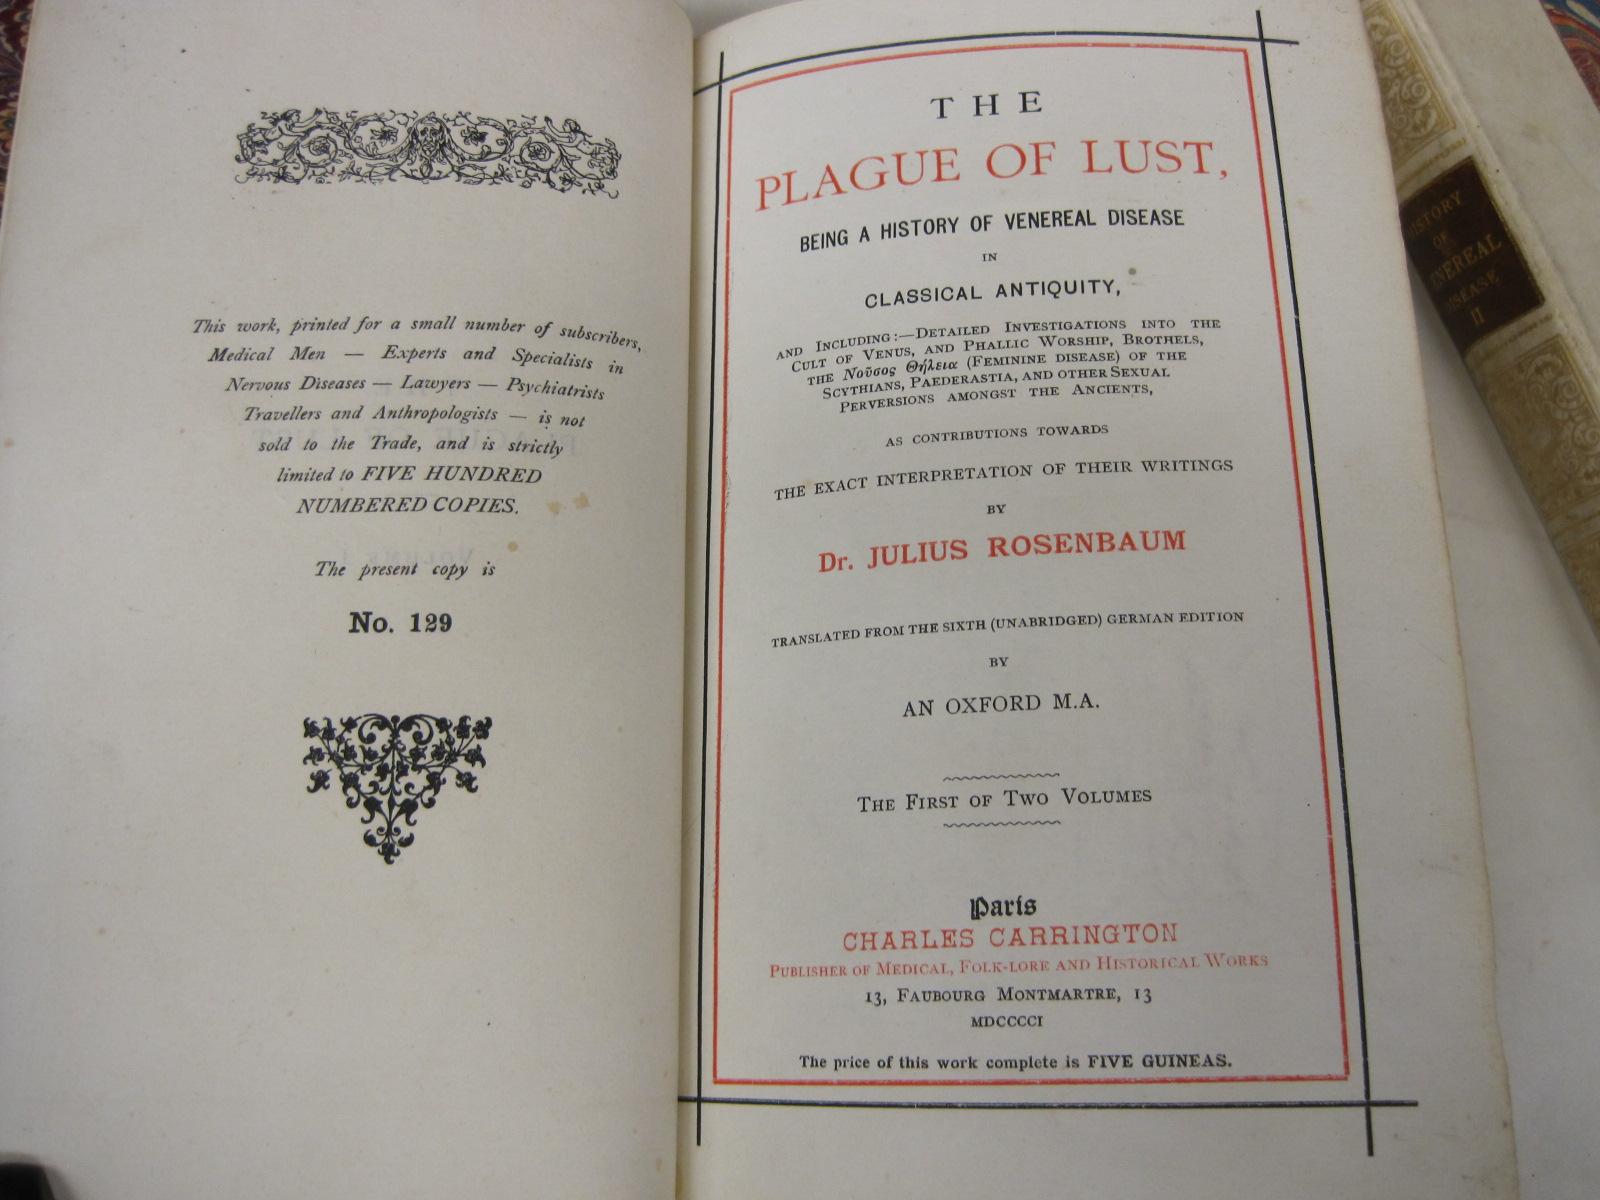 This work, printed for a small number of subscribers,
Medical Men — Experts and Specialists in
Nervous Diseases — Lawyers — Psychiatrists
Travellers and Anthropologists — is not
sold to the Trade, and is strictly
limited to FIVE HUNDRED
NUMBERED COPIES.
The present copy is
No. 129
THE
PLAGUE OF LUST,
BEING A HISTORY OF VENEREAL DISEASE
IN
CLASSICAL ANTIQUITY,
AND INCLUDING:—DETAILED INVESTIGATIONS INTO THE
CULT OF VENUS, AND PHALLIC WORSHIP, BROTHELS,
THE Νοῦσος Θήλεια (FEMININE DISEASE) OF THE
SCYTHIANS, PAEDERASTIA, AND OTHER SEXUAL
PERVERSIONS AMONGST THE ANCIENTS,
AS CONTRIBUTIONS TOWARDS
THE EXACT INTERPRETATION OF THEIR WRITINGS
BY
Dr. JULIUS ROSENBAUM
TRANSLATED FROM THE SIXTH (UNABRIDGED) GERMAN EDITION
BY
AN OXFORD M.A.
THE FIRST OF TWO VOLUMES
Paris
CHARLES CARRINGTON
PUBLISHER OF MEDICAL, FOLK-LORE AND HISTORICAL WORKS
13, FAUBOURG MONTMARTRE, 13
MDCCCCI
The price of this work complete is FIVE GUINEAS.
OF
II